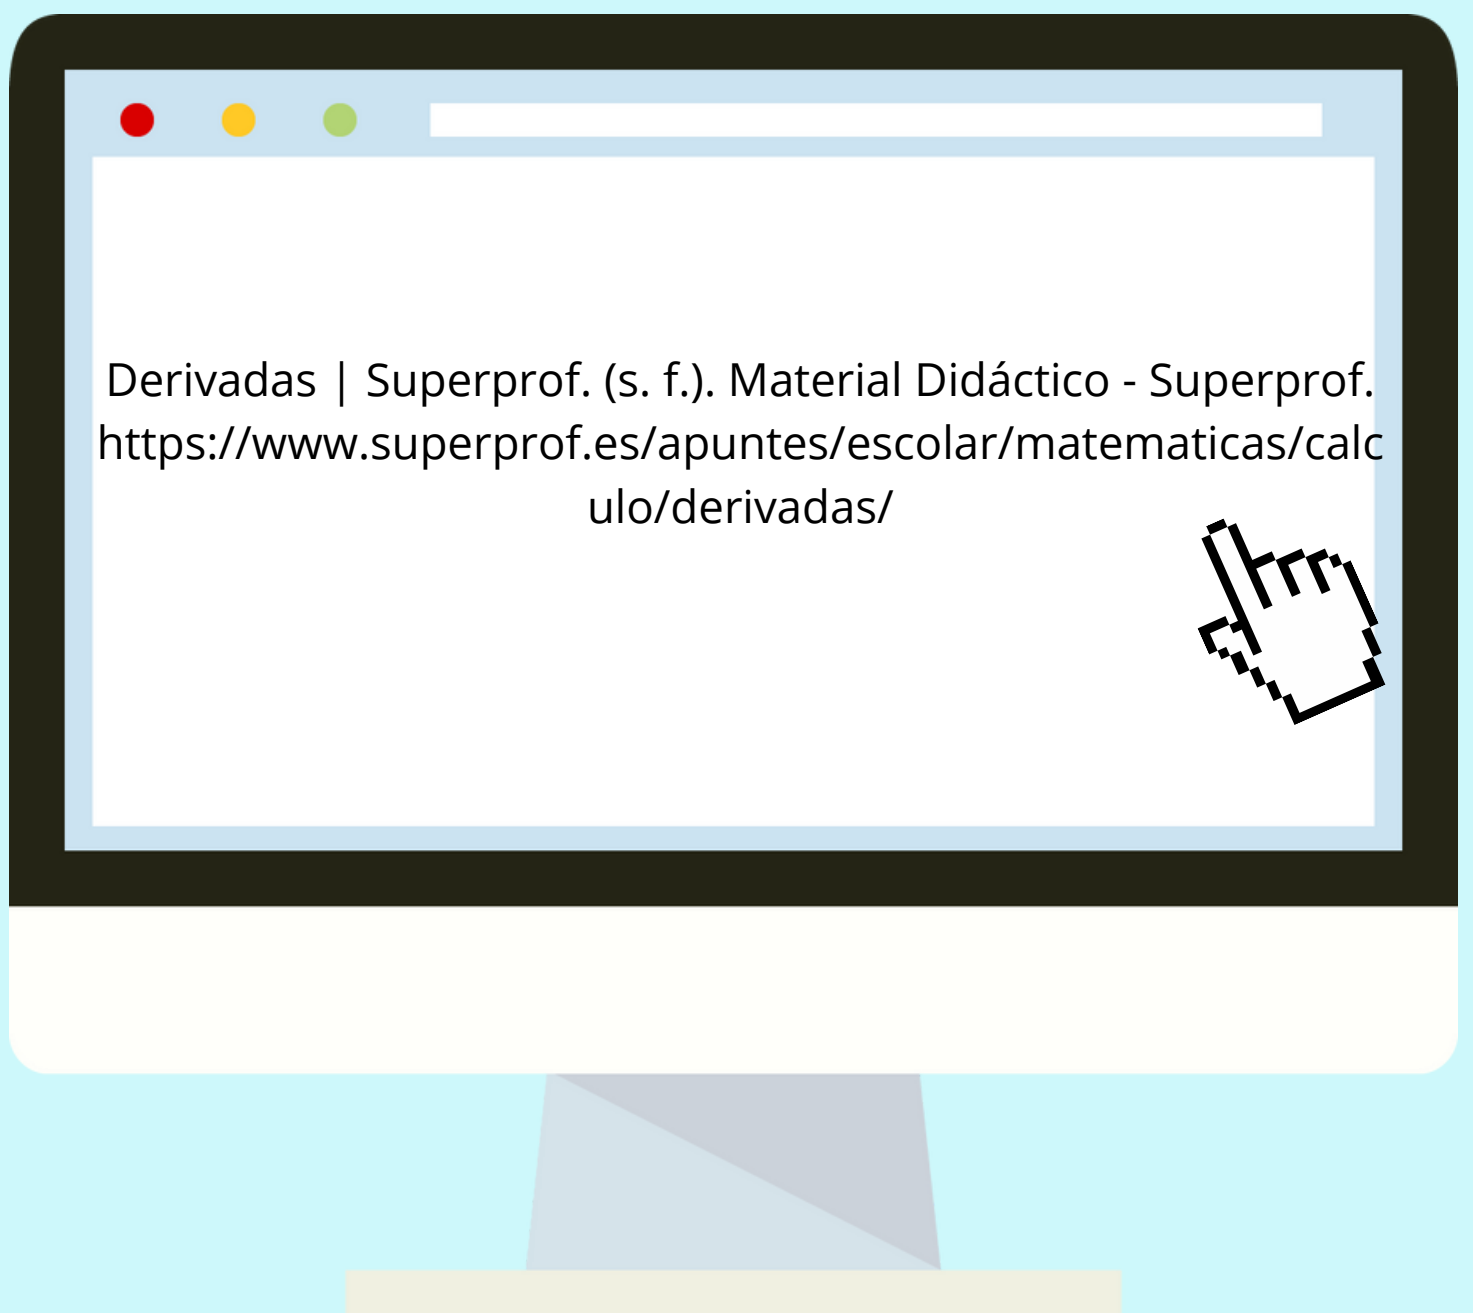 Derivadas | Superprof. (s. f.). Material Didáctico - Superprof.
https://www.superprof.es/apuntes/escolar/matematicas/calc
ulo/derivadas/